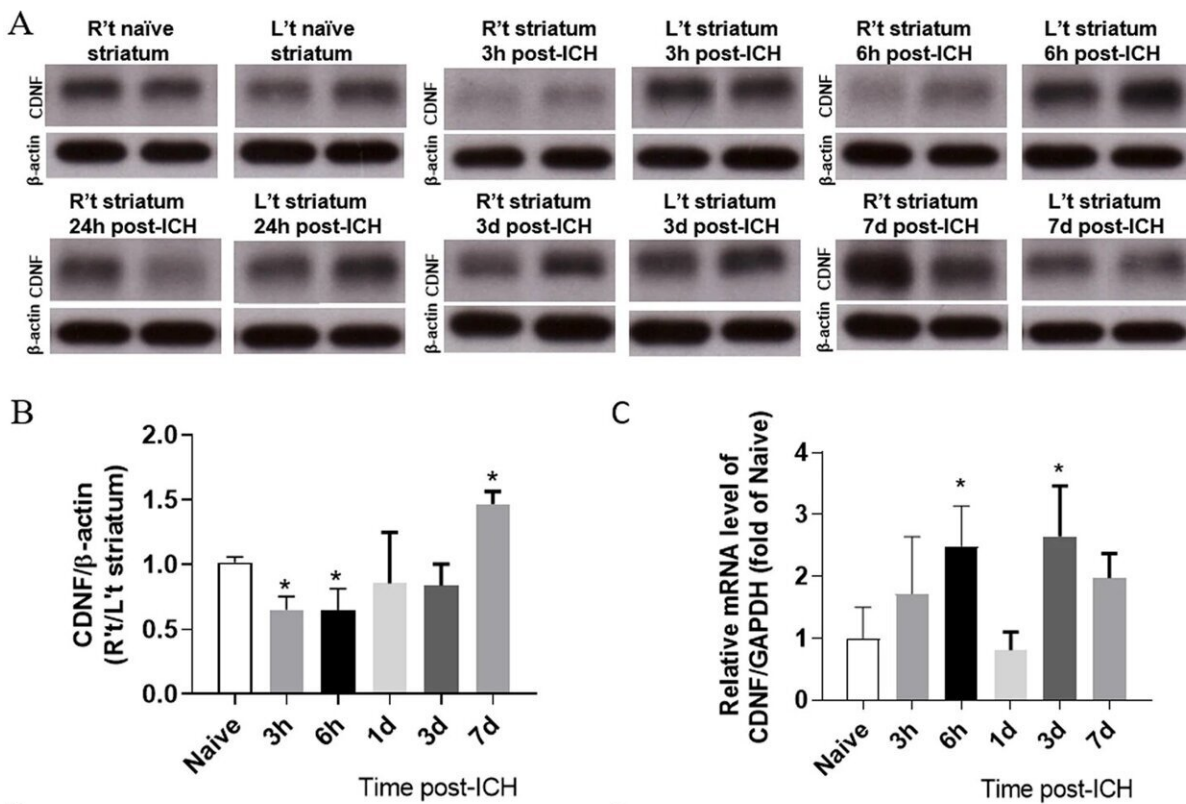 A
R't naïve
striatum
L't naïve
striatum
R't striatum
3h post-ICH
L't striatum
3h post-ICH
R't striatum
6h post-ICH
L't striatum
6h post-ICH
CDNF
CDNF
CDNF
β-actin
β-actin
β-actin
R't striatum
24h post-ICH
L't striatum
24h post-ICH
R't striatum
3d post-ICH
L't striatum
3d post-ICH
R't striatum
7d post-ICH
L't striatum
7d post-ICH
CDNF
CDNF
CDNF
β-actin
β-actin
β-actin
B
CDNF/β-actin
(R't/L't striatum)
2.0
1.5
1.0
0.5
0.0
*
*
*
Naive
3h
6h
1d
3d
7d
Time post-ICH
C
Relative mRNA level of
CDNF/GAPDH (fold of Naive)
4
3
2
1
0
*
*
Naive
3h
6h
1d
3d
7d
Time post-ICH